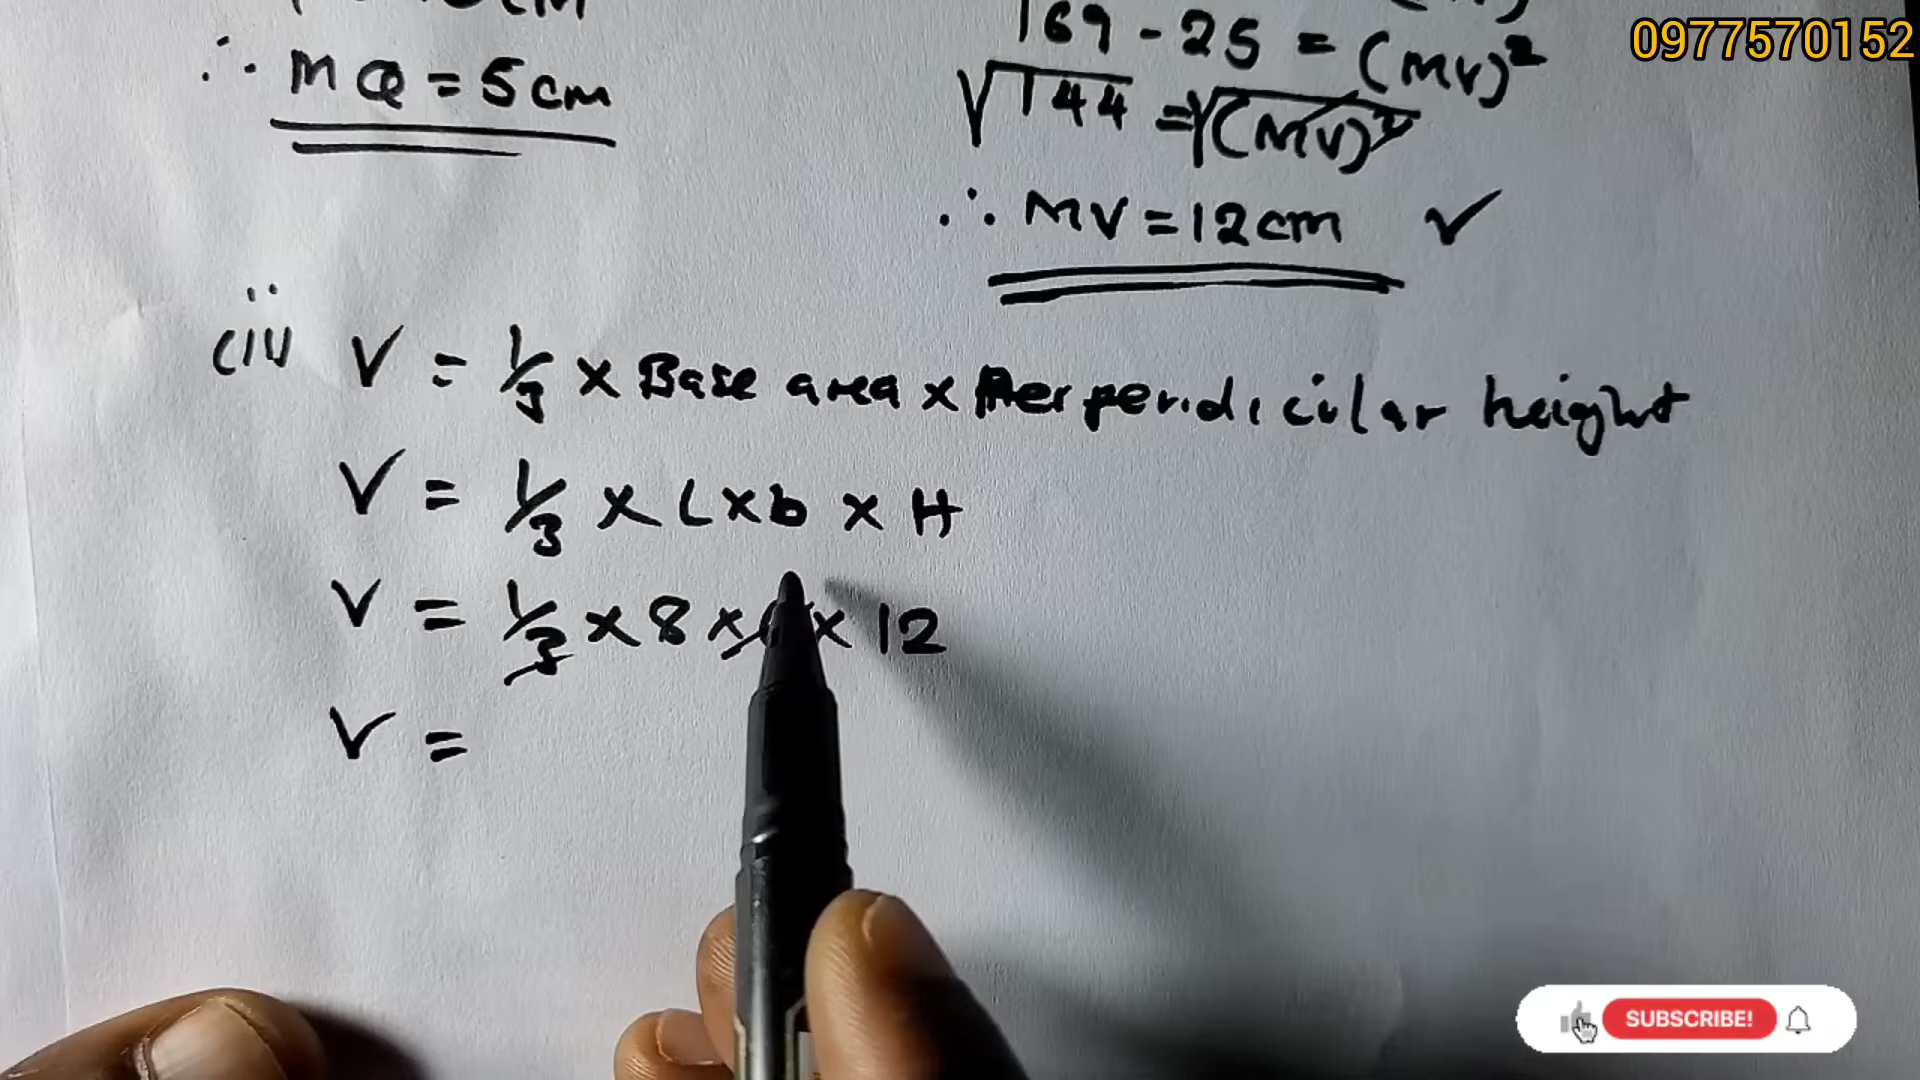 ∴ MQ = 5cm
169 - 25 = (MV)²
√144 = √(MV)²
∴ MV = 12cm ✓
(ii) V = 1/3 × Base area × Perpendicular height
V = 1/3 × L × b × H
V = 1/3 × 8 × × 12
V =
0977570152
SUBSCRIBE!